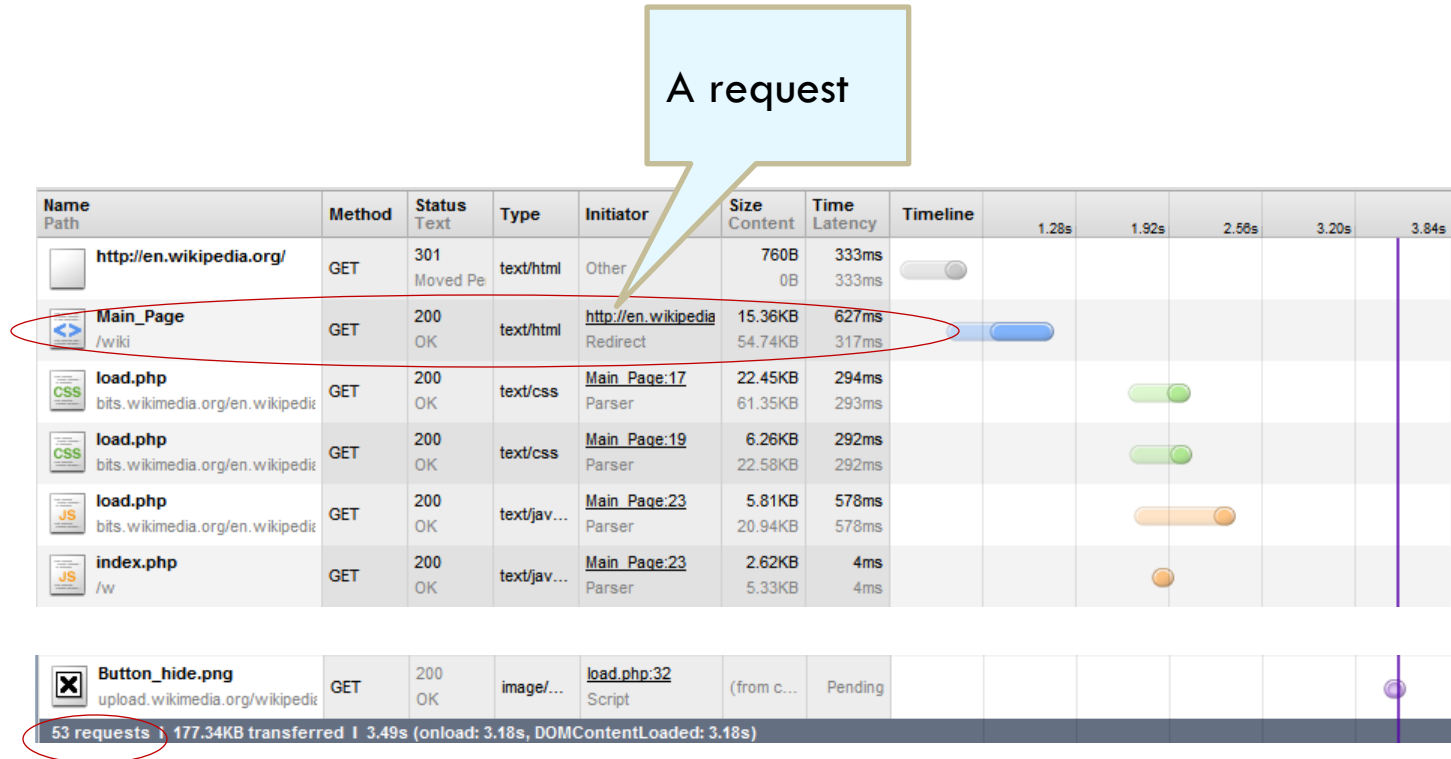 A request
Name Method Status Type Initiator Size Time Timeline
Path Text Content Latency 1.28s 1.92s 2.56s 3.20s 3.84s
http://en.wikipedia.org/ GET 301 text/html Other 760B 333ms
Moved Pe 0B 333ms
Main_Page GET 200 text/html http://en.wikipedia 15.36KB 627ms
/wiki OK Redirect 54.74KB 317ms
load.php GET 200 text/css Main_Page:17 22.45KB 294ms
CSS bits.wikimedia.org/en.wikipedia OK Parser 61.35KB 293ms
load.php GET 200 text/css Main_Page:19 6.26KB 292ms
CSS bits.wikimedia.org/en.wikipedia OK Parser 22.58KB 292ms
load.php GET 200 text/jav... Main_Page:23 5.81KB 578ms
JS bits.wikimedia.org/en.wikipedia OK Parser 20.94KB 578ms
index.php GET 200 text/jav... Main_Page:23 2.62KB 4ms
JS /w OK Parser 5.33KB 4ms
Button_hide.png GET 200 image/... load.php:32 (from c... Pending
upload.wikimedia.org/wikipedia OK Script
53 requests I 177.34KB transferred I 3.49s (onload: 3.18s, DOMContentLoaded: 3.18s)